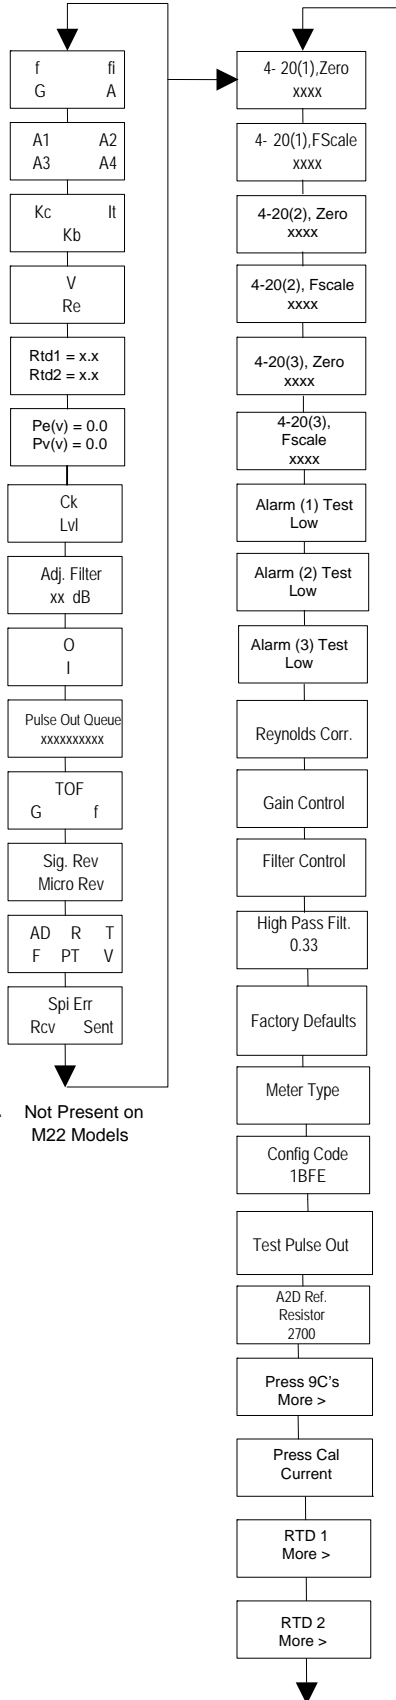 f fi
G A
A1 A2
A3 A4
Kc It
Kb
V
Re
Rtd1 = x.x
Rtd2 = x.x
Pe(v) = 0.0
Pv(v) = 0.0
Ck
Lvl
Adj. Filter
xx dB
O
I
Pulse Out Queue
xxxxxxxxxx
TOF
G f
Sig. Rev
Micro Rev
AD R T
F PT V
Spi Err
Rcv Sent
Not Present on
M22 Models
4- 20(1),Zero
xxxx
4- 20(1),FScale
xxxx
4-20(2), Zero
xxxx
4-20(2), Fscale
xxxx
4-20(3), Zero
xxxx
4-20(3),
Fscale
xxxx
Alarm (1) Test
Low
Alarm (2) Test
Low
Alarm (3) Test
Low
Reynolds Corr.
Gain Control
Filter Control
High Pass Filt.
0.33
Factory Defaults
Meter Type
Config Code
1BFE
Test Pulse Out
A2D Ref.
Resistor
2700
Press 9C's
More >
Press Cal
Current
RTD 1
More >
RTD 2
More >